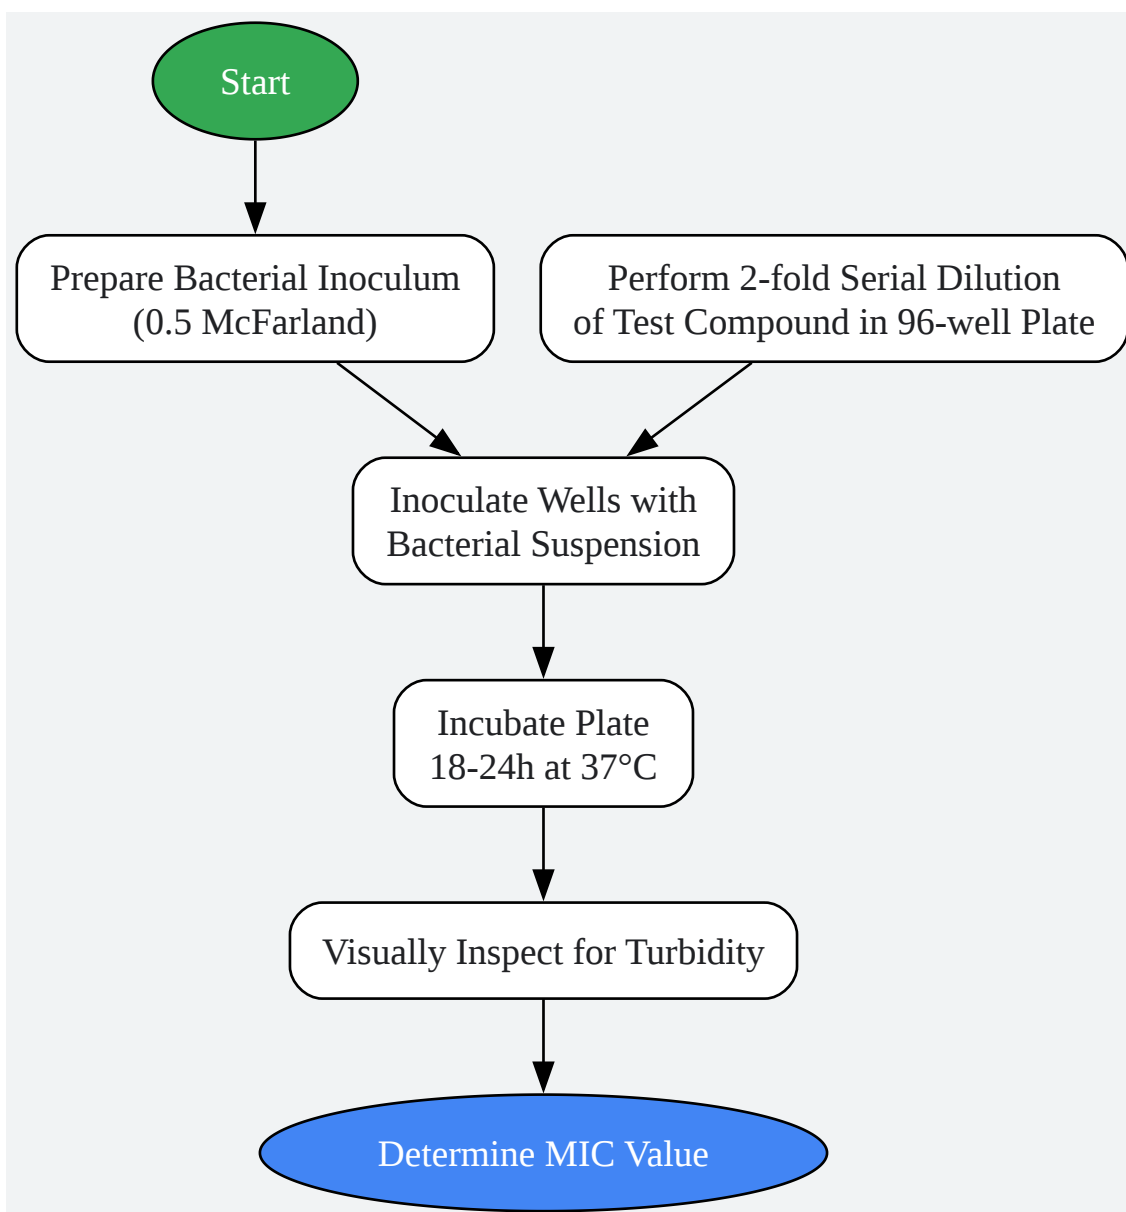 Start
Prepare Bacterial Inoculum
(0.5 McFarland)
Perform 2-fold Serial Dilution
of Test Compound in 96-well Plate
Inoculate Wells with
Bacterial Suspension
Incubate Plate
18-24h at 37°C
Visually Inspect for Turbidity
Determine MIC Value